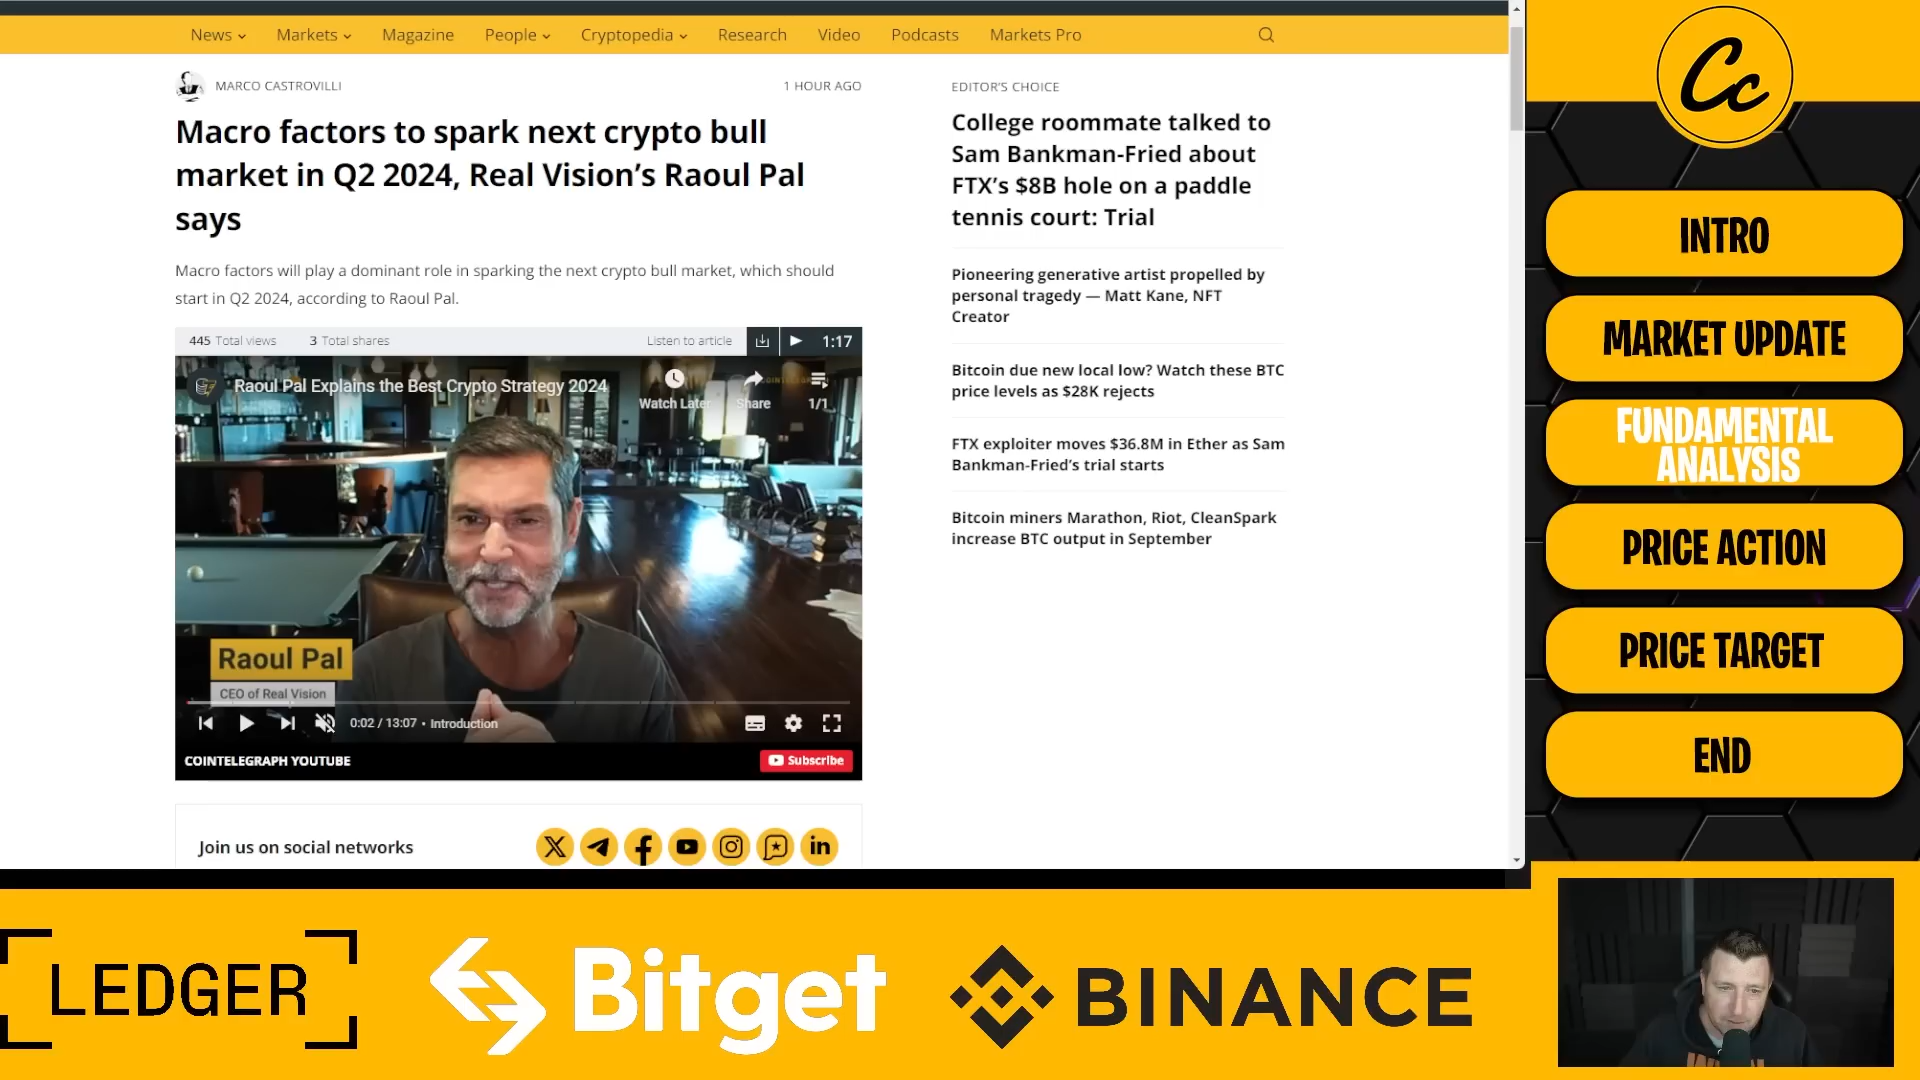 News
Markets
Magazine
People
Cryptopedia
Research
Video
Podcasts
Markets Pro
MARCO CASTROVILLI
1 HOUR AGO
Macro factors to spark next crypto bull
market in Q2 2024, Real Vision’s Raoul Pal
says
Macro factors will play a dominant role in sparking the next crypto bull market, which should
start in Q2 2024, according to Raoul Pal.
445 Total views
3 Total shares
Listen to article
1:17
Raoul Pal Explains the Best Crypto Strategy 2024
Watch Later
Share
1/1
Raoul Pal
CEO of Real Vision
0:02 / 13:07 • Introduction
COINTELEGRAPH YOUTUBE
Subscribe
Join us on social networks
EDITOR’S CHOICE
College roommate talked to
Sam Bankman-Fried about
FTX’s $8B hole on a paddle
tennis court: Trial
Pioneering generative artist propelled by
personal tragedy — Matt Kane, NFT
Creator
Bitcoin due new local low? Watch these BTC
price levels as $28K rejects
FTX exploiter moves $36.8M in Ether as Sam
Bankman-Fried’s trial starts
Bitcoin miners Marathon, Riot, CleanSpark
increase BTC output in September
Cc
INTRO
MARKET UPDATE
FUNDAMENTAL
ANALYSIS
PRICE ACTION
PRICE TARGET
END
LEDGER
Bitget
BINANCE